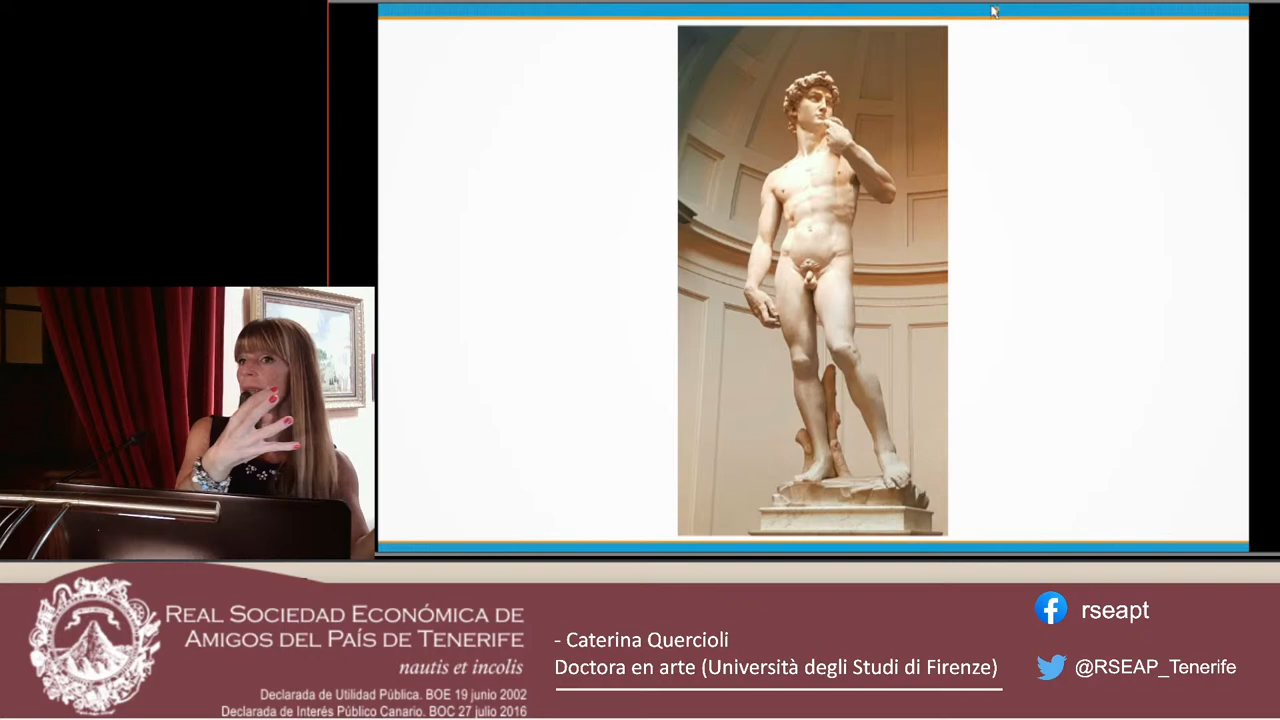 REAL SOCIEDAD ECONÓMICA DE
AMIGOS DEL PAÍS DE TENERIFE
nautis et incolis
Declarada de Utilidad Pública. BOE 19 junio 2002
Declarada de Interés Público Canario. BOC 27 julio 2016
- Caterina Quercioli
Doctora en arte (Università degli Studi di Firenze)
rseapt
@RSEAP_Tenerife